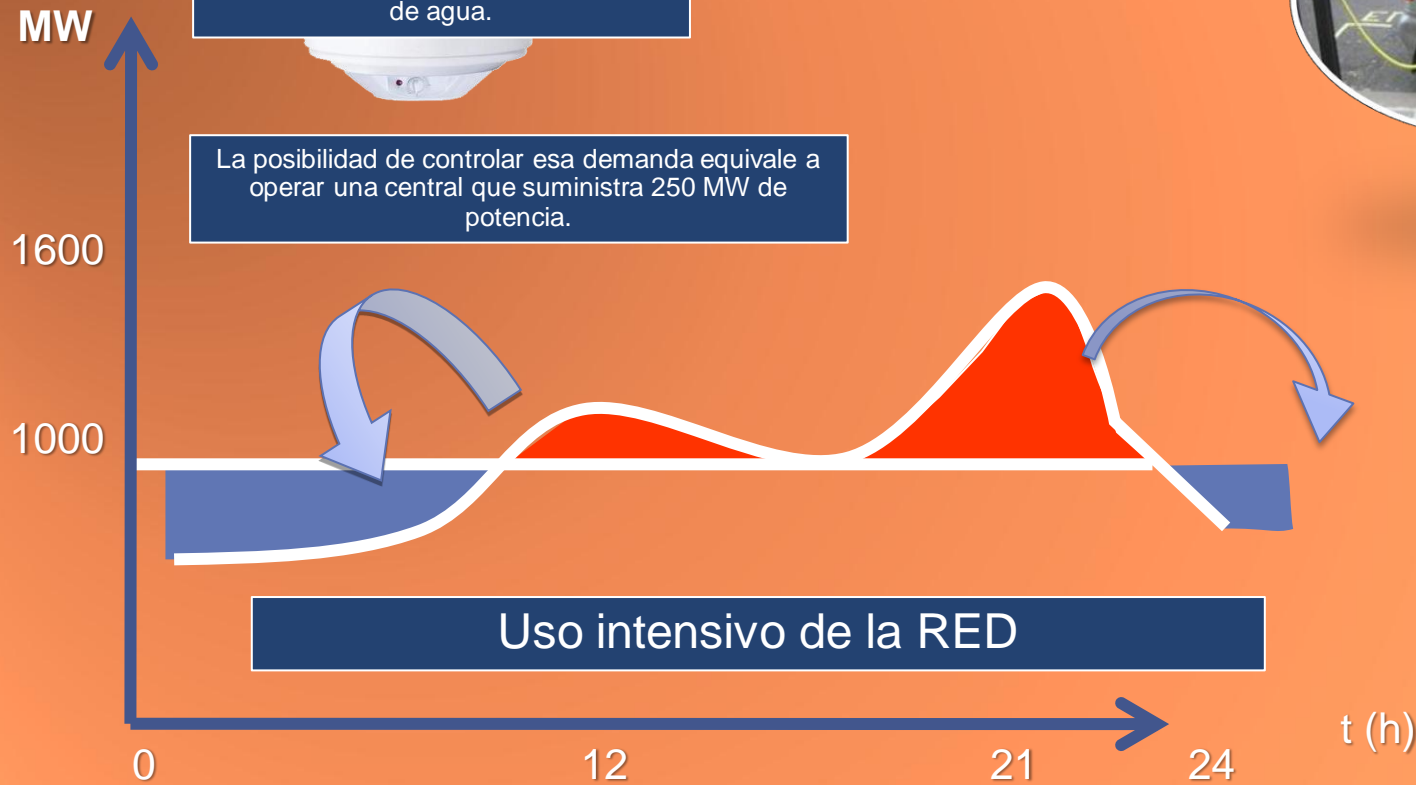 de agua.
MW
La posibilidad de controlar esa demanda equivale a
operar una central que suministra 250 MW de
potencia.
1600
1000
Uso intensivo de la RED
t (h)
0 12 21 24